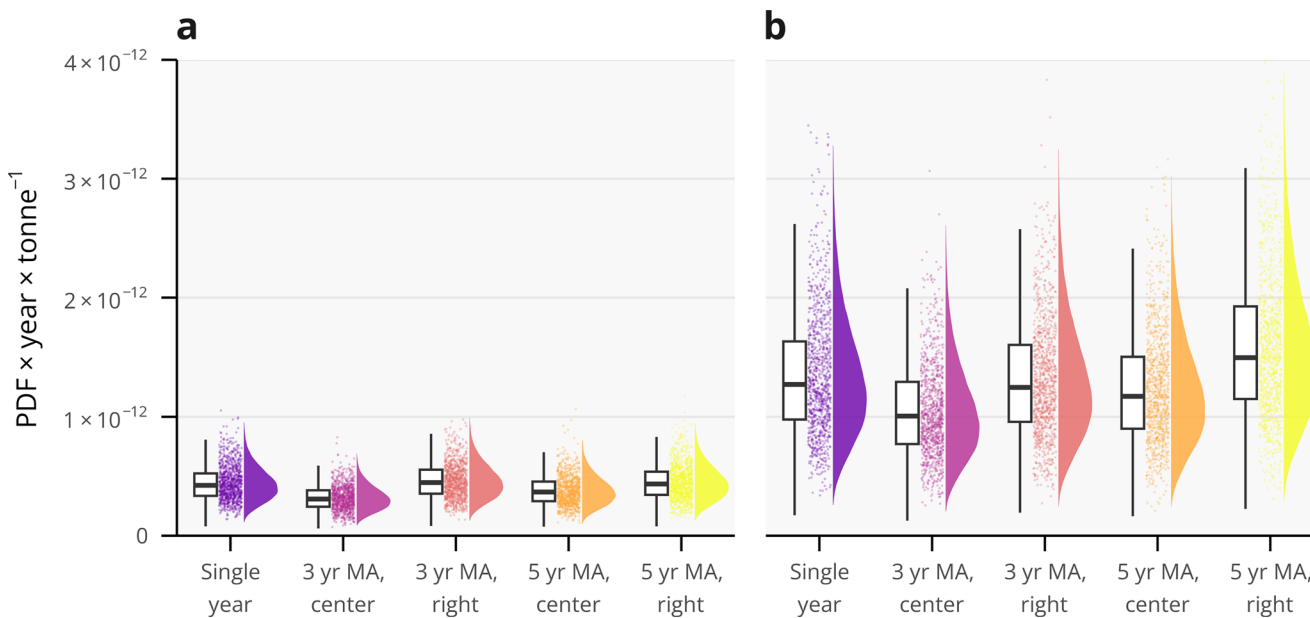 a
b
4 × 10⁻¹²
3 × 10⁻¹²
2 × 10⁻¹²
1 × 10⁻¹²
0
PDF × year × tonne⁻¹
Single
year
3 yr MA,
center
3 yr MA,
right
5 yr MA,
center
5 yr MA,
right
Single
year
3 yr MA,
center
3 yr MA,
right
5 yr MA,
center
5 yr MA,
right